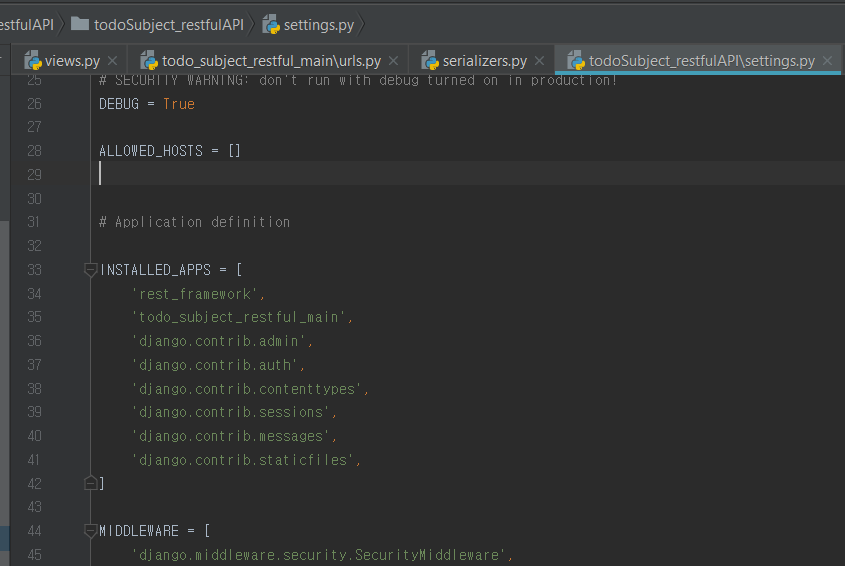 estfulAPI todoSubject_restfulAPI settings.py
views.py todo_subject_restful_main\urls.py serializers.py todoSubject_restfulAPI\settings.py
25 # SECURITY WARNING: don't run with debug turned on in production!
26 DEBUG = True
27
28 ALLOWED_HOSTS = []
29
30
31 # Application definition
32
33 INSTALLED_APPS = [
34 'rest_framework',
35 'todo_subject_restful_main',
36 'django.contrib.admin',
37 'django.contrib.auth',
38 'django.contrib.contenttypes',
39 'django.contrib.sessions',
40 'django.contrib.messages',
41 'django.contrib.staticfiles',
42 ]
43
44 MIDDLEWARE = [
45 'django.middleware.security.SecurityMiddleware',